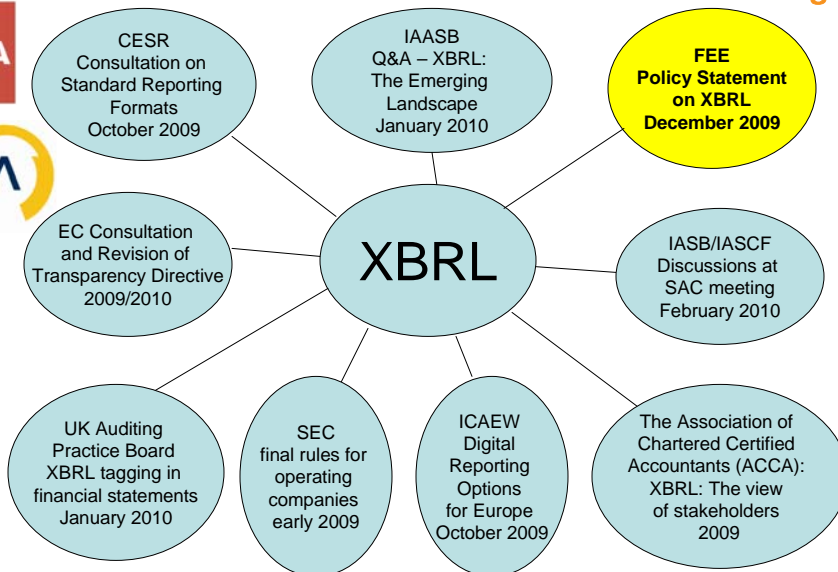 CESR
Consultation on
Standard Reporting
Formats
October 2009
IAASB
Q&A – XBRL:
The Emerging
Landscape
January 2010
FEE
Policy Statement
on XBRL
December 2009
EC Consultation
and Revision of
Transparency Directive
2009/2010
XBRL
IASB/IASCF
Discussions at
SAC meeting
February 2010
UK Auditing
Practice Board
XBRL tagging in
financial statements
January 2010
SEC
final rules for
operating
companies
early 2009
ICAEW
Digital
Reporting
Options
for Europe
October 2009
The Association of
Chartered Certified
Accountants (ACCA):
XBRL: The view
of stakeholders
2009